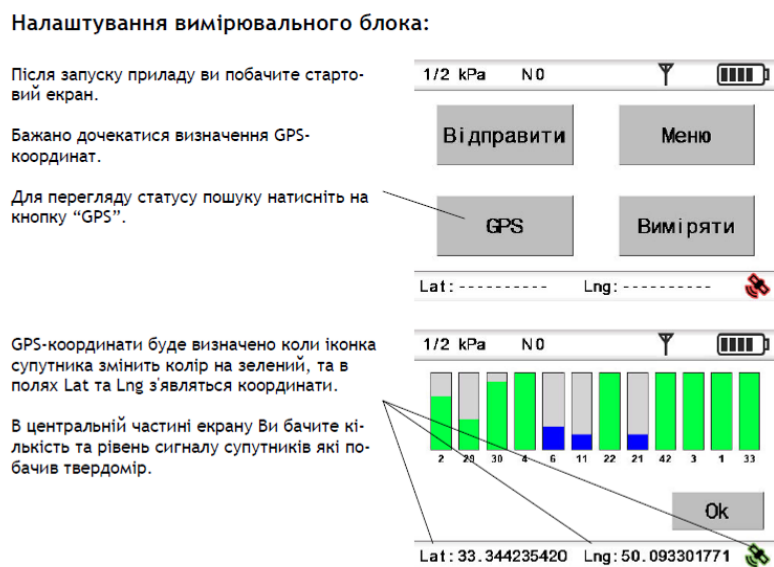 Налаштування вимірювального блока:
Після запуску приладу ви побачите старто-
вий екран.
Бажано дочекатися визначення GPS-
координат.
Для перегляду статусу пошуку натисніть на
кнопку “GPS”.
1/2 kPa N0
Відправити Меню
GPS Виміряти
Lat:---------- Lng:----------
GPS-координати буде визначено коли іконка
супутника змінить колір на зелений, та в
полях Lat та Lng з'являться координати.
В центральній частині екрану Ви бачите кі-
лькість та рівень сигналу супутників які по-
бачив твердомір.
1/2 kPa N0
2 29 30 4 6 11 22 21 42 3 1 33
Ok
Lat:33.344235420 Lng:50.093301771